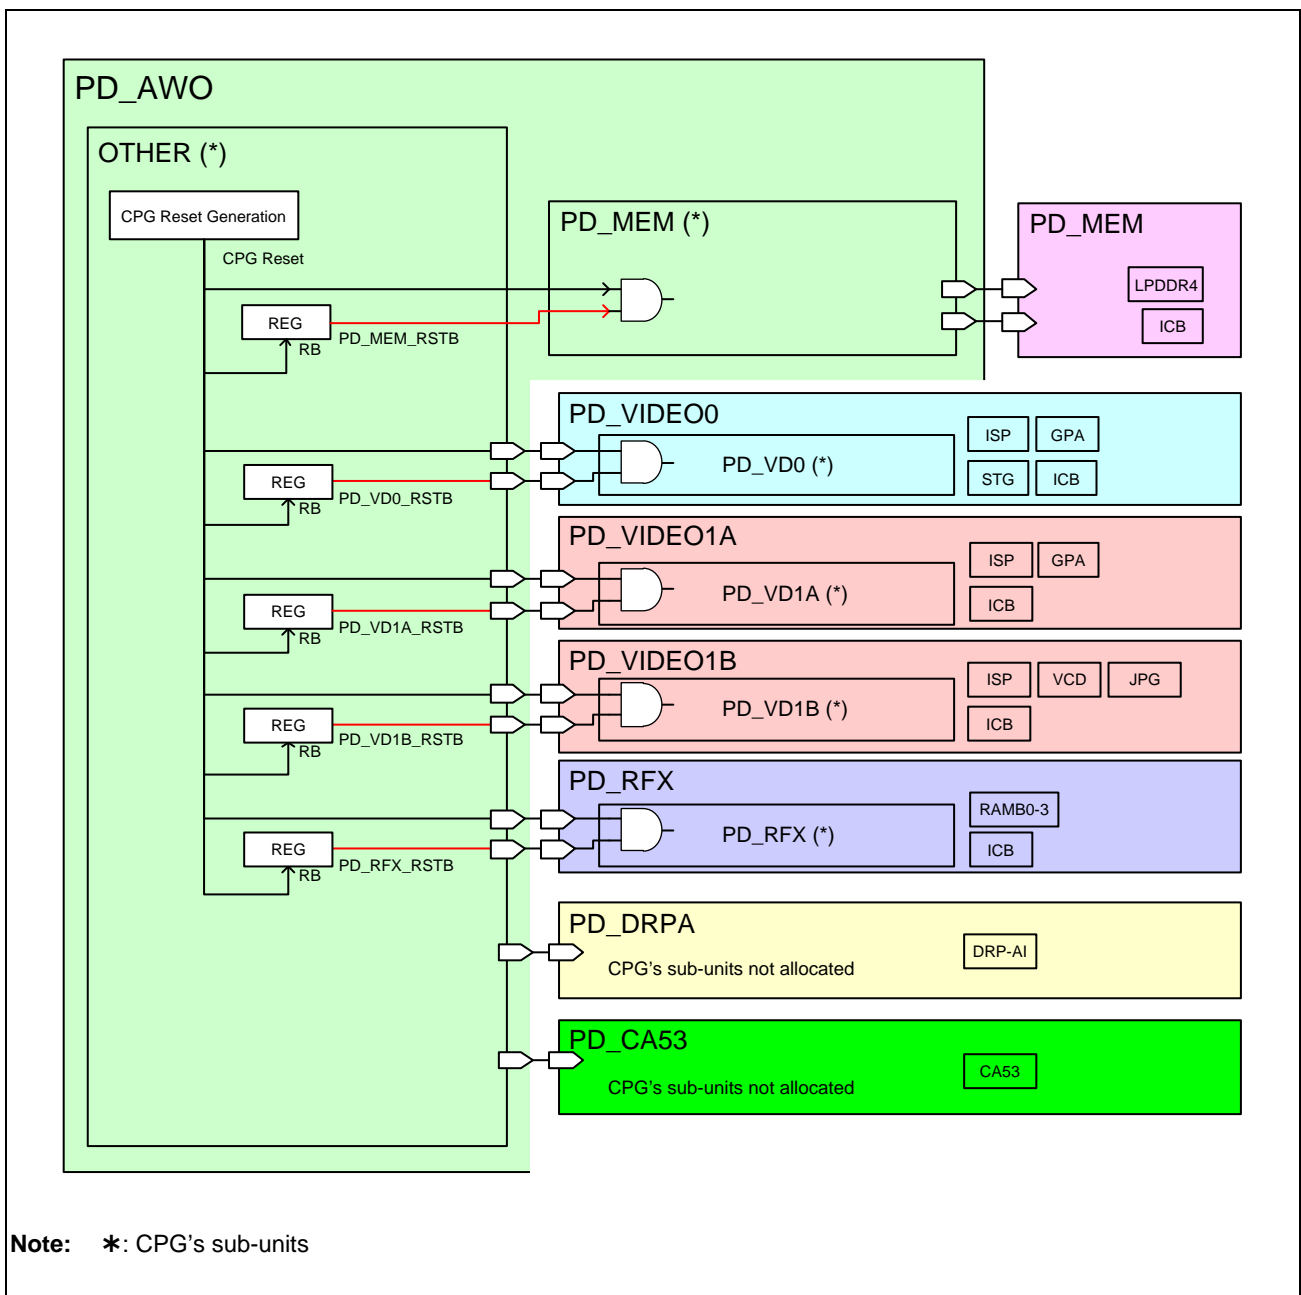 PD_AWO
OTHER (*)
CPG Reset Generation
CPG Reset
REG
RB
PD_MEM_RSTB
PD_MEM (*)
PD_MEM
LPDDR4
ICB
REG
RB
PD_VD0_RSTB
PD_VIDEO0
PD_VD0 (*)
ISP
GPA
STG
ICB
REG
RB
PD_VD1A_RSTB
PD_VIDEO1A
PD_VD1A (*)
ISP
GPA
ICB
REG
RB
PD_VD1B_RSTB
PD_VIDEO1B
PD_VD1B (*)
ISP
VCD
JPG
ICB
REG
RB
PD_RFX_RSTB
PD_RFX
PD_RFX (*)
RAMB0-3
ICB
PD_DRPA
CPG's sub-units not allocated
DRP-AI
PD_CA53
CPG's sub-units not allocated
CA53
Note: *: CPG's sub-units